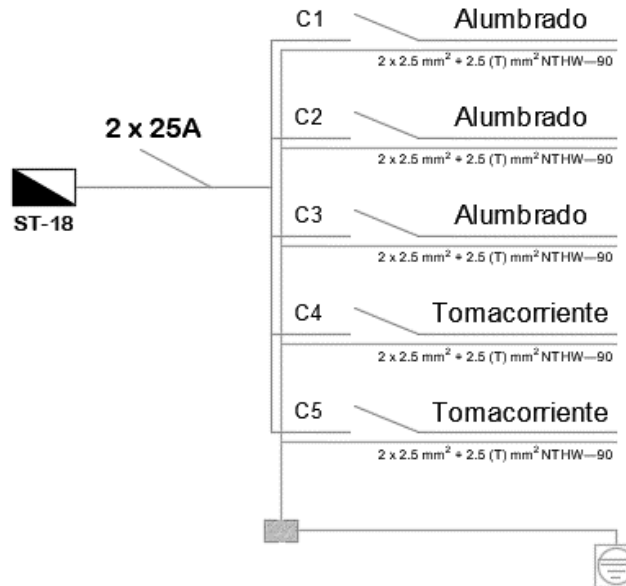 C1 Alumbrado
2 x 2.5 mm² + 2.5 (T) mm² NTHW—90
C2 Alumbrado
2 x 2.5 mm² + 2.5 (T) mm² NTHW—90
2 x 25A
ST-18
C3 Alumbrado
2 x 2.5 mm² + 2.5 (T) mm² NTHW—90
C4 Tomacorriente
2 x 2.5 mm² + 2.5 (T) mm² NTHW—90
C5 Tomacorriente
2 x 2.5 mm² + 2.5 (T) mm² NTHW—90